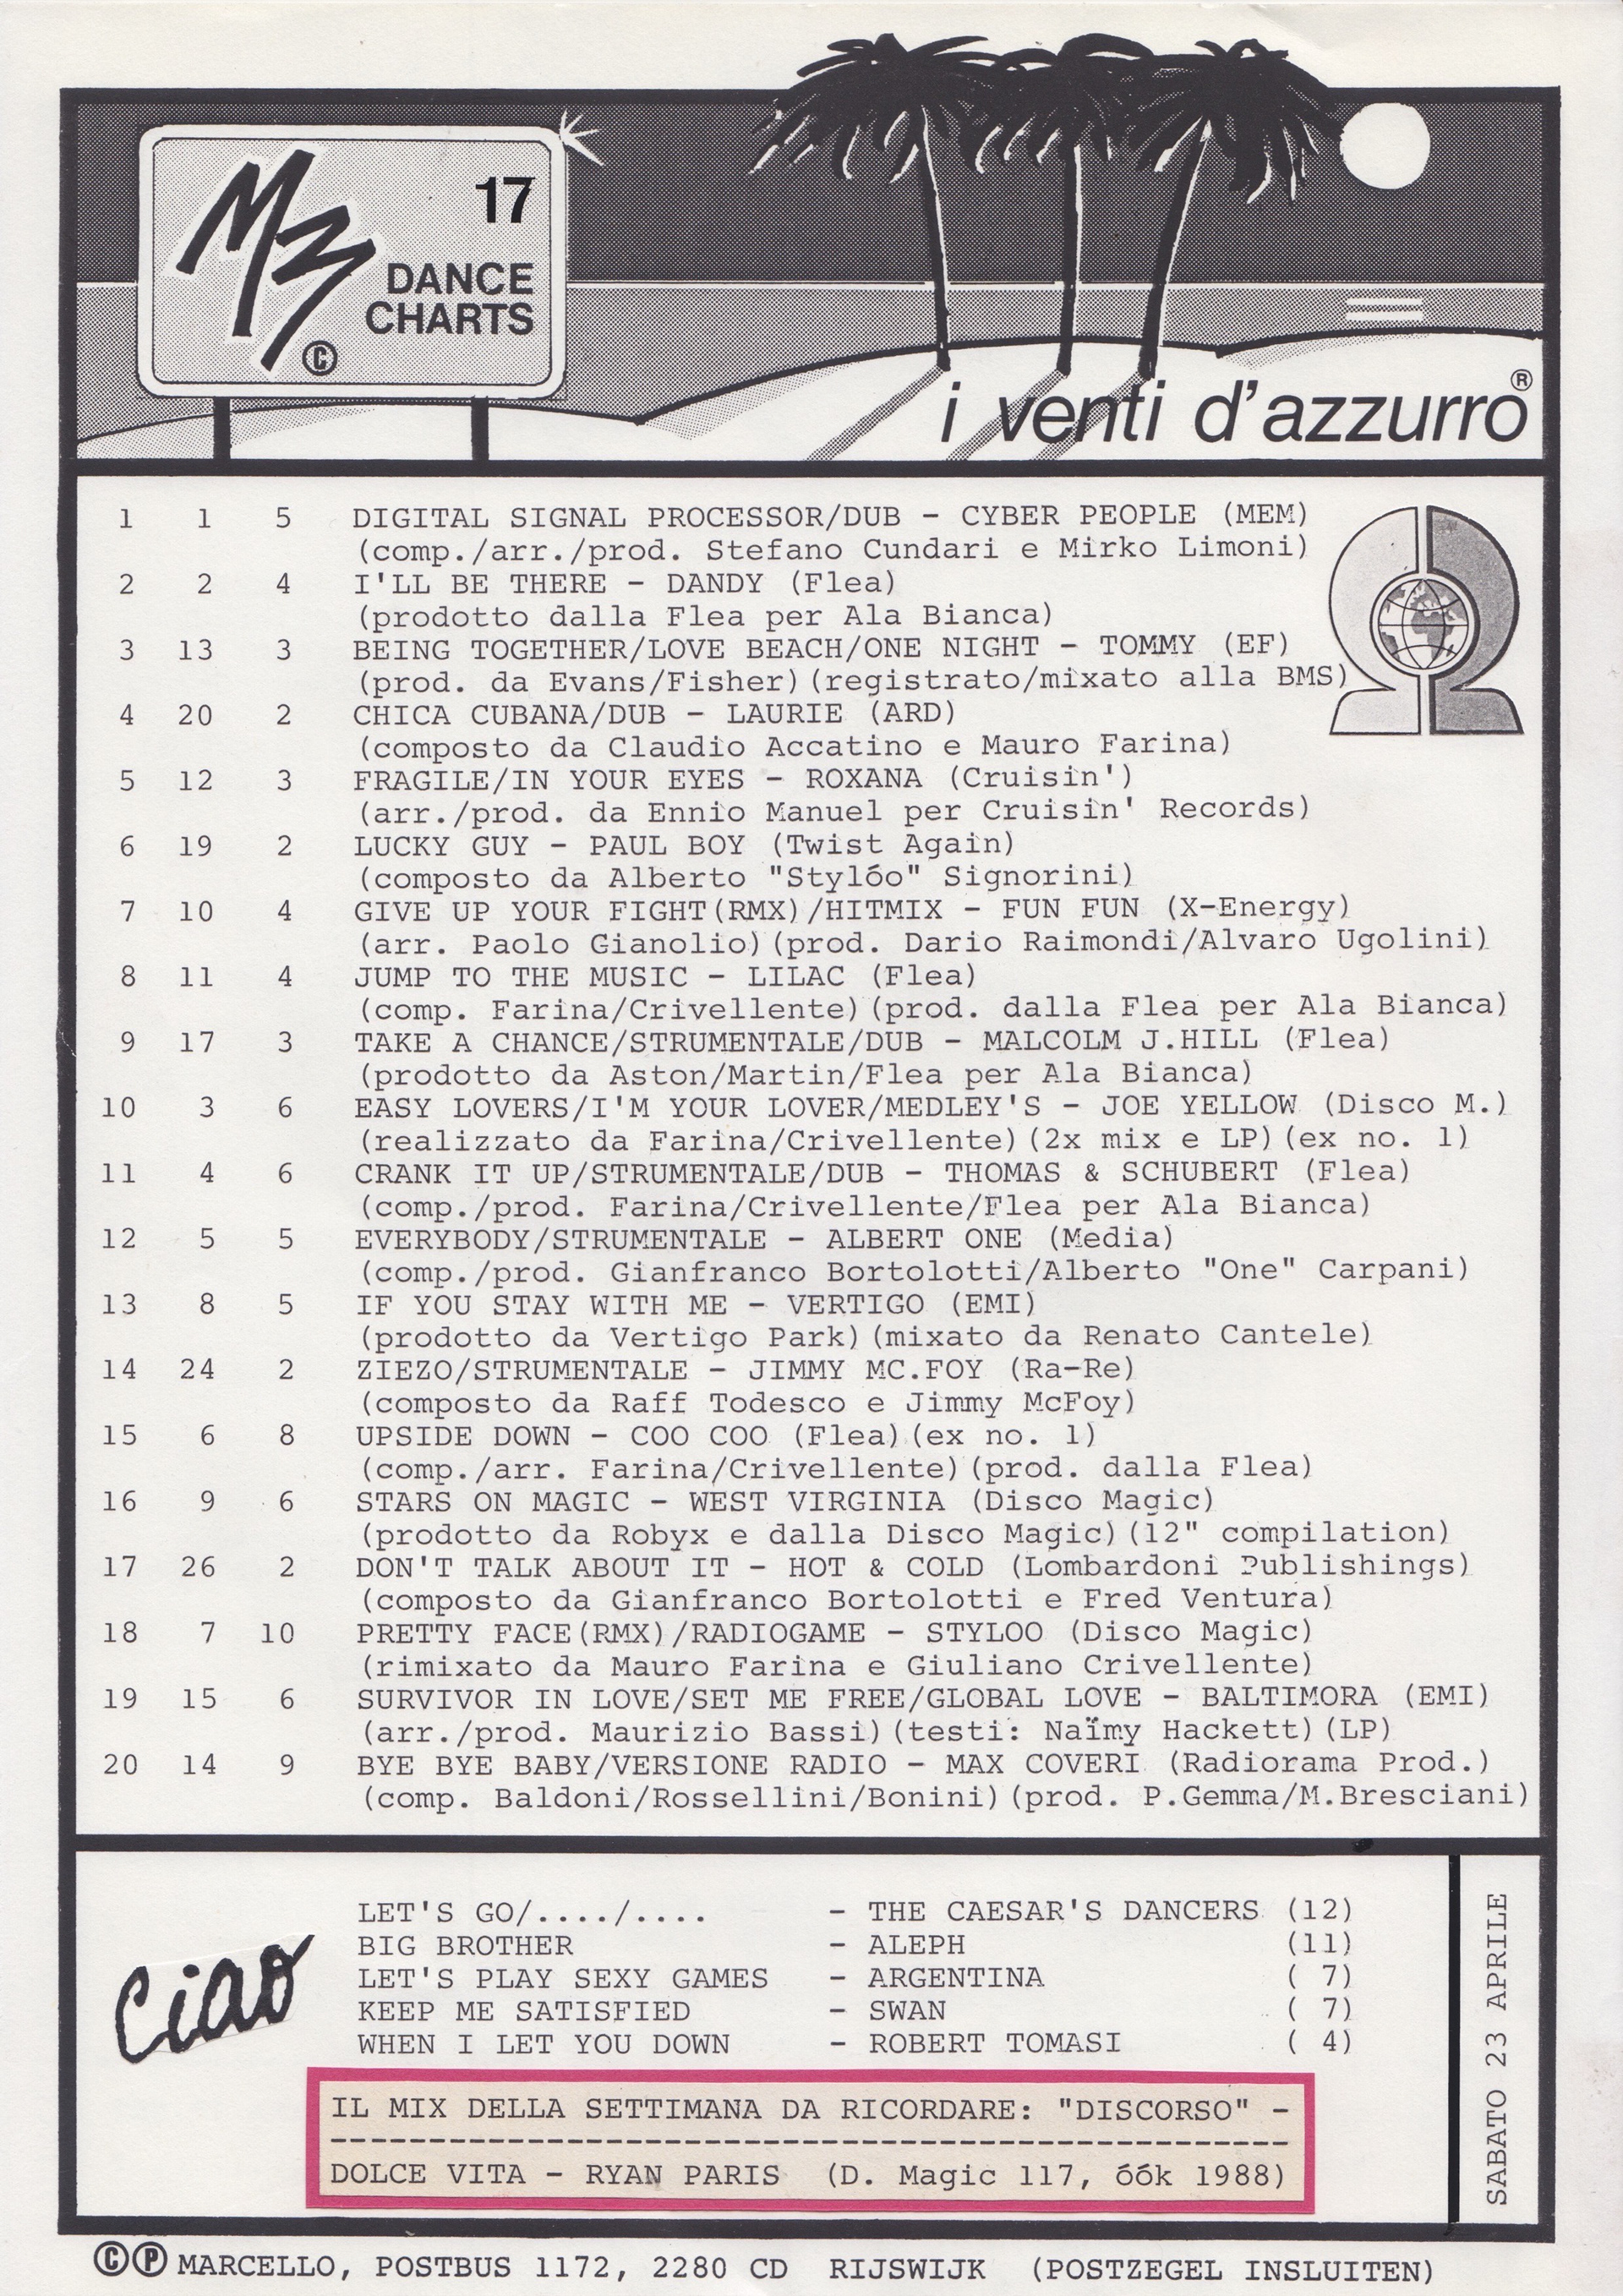 M3
17
DANCE
CHARTS
©
i venti d'azzurro®
1 1 5 DIGITAL SIGNAL PROCESSOR/DUB - CYBER PEOPLE (MEM)
(comp./arr./prod. Stefano Cundari e Mirko Limoni)
2 2 4 I'LL BE THERE - DANDY (Flea)
(prodotto dalla Flea per Ala Bianca)
3 13 3 BEING TOGETHER/LOVE BEACH/ONE NIGHT - TOMMY (EF)
(prod. da Evans/Fisher)(registrato/mixato alla BMS)
4 20 2 CHICA CUBANA/DUB - LAURIE (ARD)
(composto da Claudio Accatino e Mauro Farina)
5 12 3 FRAGILE/IN YOUR EYES - ROXANA (Cruisin')
(arr./prod. da Ennio Manuel per Cruisin' Records)
6 19 2 LUCKY GUY - PAUL BOY (Twist Again)
(composto da Alberto "Stylóo" Signorini)
7 10 4 GIVE UP YOUR FIGHT(RMX)/HITMIX - FUN FUN (X-Energy)
(arr. Paolo Gianolio)(prod. Dario Raimondi/Alvaro Ugolini)
8 11 4 JUMP TO THE MUSIC - LILAC (Flea)
(comp. Farina/Crivellente)(prod. dalla Flea per Ala Bianca)
9 17 3 TAKE A CHANCE/STRUMENTALE/DUB - MALCOLM J.HILL (Flea)
(prodotto da Aston/Martin/Flea per Ala Bianca)
10 3 6 EASY LOVERS/I'M YOUR LOVER/MEDLEY'S - JOE YELLOW (Disco M.)
(realizzato da Farina/Crivellente)(2x mix e LP)(ex no. 1)
11 4 6 CRANK IT UP/STRUMENTALE/DUB - THOMAS & SCHUBERT (Flea)
(comp./prod. Farina/Crivellente/Flea per Ala Bianca)
12 5 5 EVERYBODY/STRUMENTALE - ALBERT ONE (Media)
(comp./prod. Gianfranco Bortolotti/Alberto "One" Carpani)
13 8 5 IF YOU STAY WITH ME - VERTIGO (EMI)
(prodotto da Vertigo Park)(mixato da Renato Cantele)
14 24 2 ZIEZO/STRUMENTALE - JIMMY MC.FOY (Ra-Re)
(composto da Raff Todesco e Jimmy McFoy)
15 6 8 UPSIDE DOWN - COO COO (Flea)(ex no. 1)
(comp./arr. Farina/Crivellente)(prod. dalla Flea)
16 9 6 STARS ON MAGIC - WEST VIRGINIA (Disco Magic)
(prodotto da Robyx e dalla Disco Magic)(12" compilation)
17 26 2 DON'T TALK ABOUT IT - HOT & COLD (Lombardoni Publishings)
(composto da Gianfranco Bortolotti e Fred Ventura)
18 7 10 PRETTY FACE(RMX)/RADIOGAME - STYLOO (Disco Magic)
(rimixato da Mauro Farina e Giuliano Crivellente)
19 15 6 SURVIVOR IN LOVE/SET ME FREE/GLOBAL LOVE - BALTIMORA (EMI)
(arr./prod. Maurizio Bassi)(testi: Naïmy Hackett)(LP)
20 14 9 BYE BYE BABY/VERSIONE RADIO - MAX COVERI (Radiorama Prod.)
(comp. Baldoni/Rossellini/Bonini)(prod. P.Gemma/M.Bresciani)
Ciao
LET'S GO/..../.... - THE CAESAR'S DANCERS (12)
BIG BROTHER - ALEPH (11)
LET'S PLAY SEXY GAMES - ARGENTINA ( 7)
KEEP ME SATISFIED - SWAN ( 7)
WHEN I LET YOU DOWN - ROBERT TOMASI ( 4)
SABATO 23 APRILE
IL MIX DELLA SETTIMANA DA RICORDARE: "DISCORSO" -
-------------------------------------------------
DOLCE VITA - RYAN PARIS (D. Magic 117, óók 1988)
©℗ MARCELLO, POSTBUS 1172, 2280 CD RIJSWIJK (POSTZEGEL INSLUITEN)